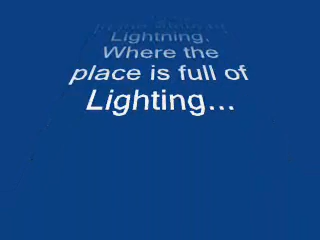 Lightning.
Where the
place is full of
Lighting...